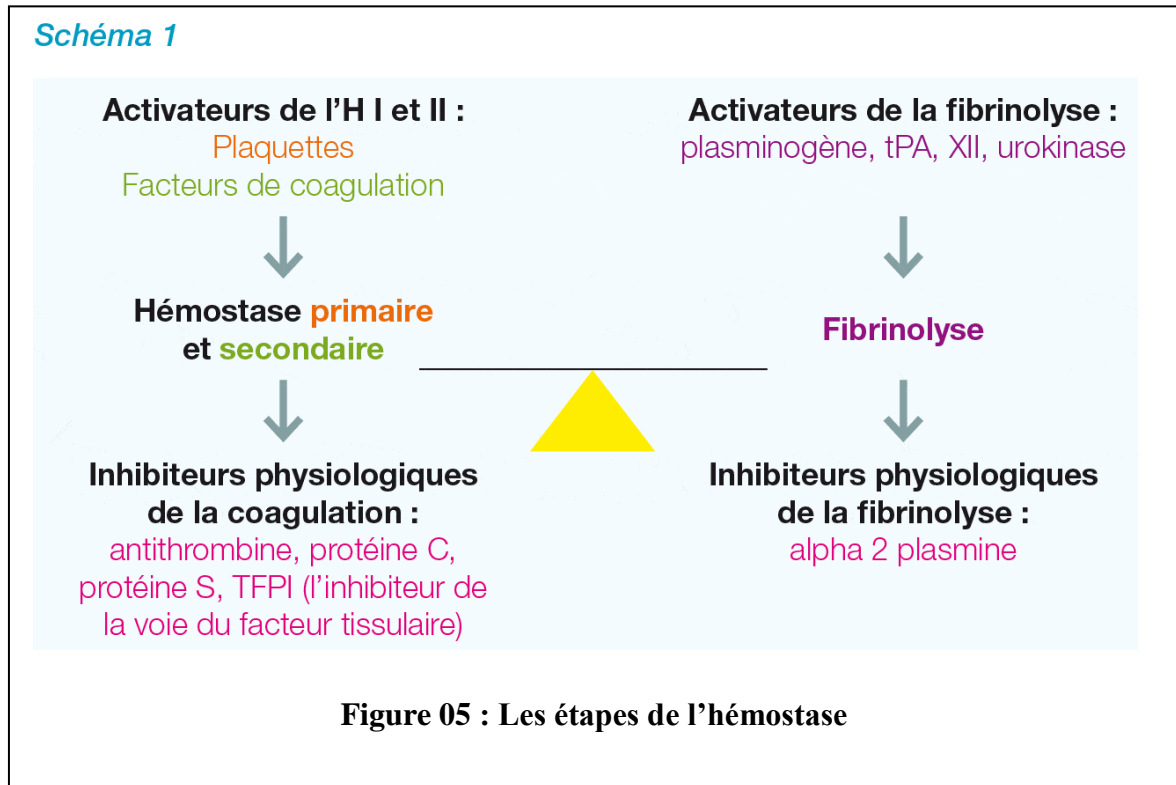 Schéma 1
Activateurs de l’H I et II :
Plaquettes
Facteurs de coagulation
Hémostase primaire
et secondaire
Inhibiteurs physiologiques
de la coagulation :
antithrombine, protéine C,
protéine S, TFPI (l’inhibiteur de
la voie du facteur tissulaire)
Activateurs de la fibrinolyse :
plasminogène, tPA, XII, urokinase
Fibrinolyse
Inhibiteurs physiologiques
de la fibrinolyse :
alpha 2 plasmine
Figure 05 : Les étapes de l’hémostase